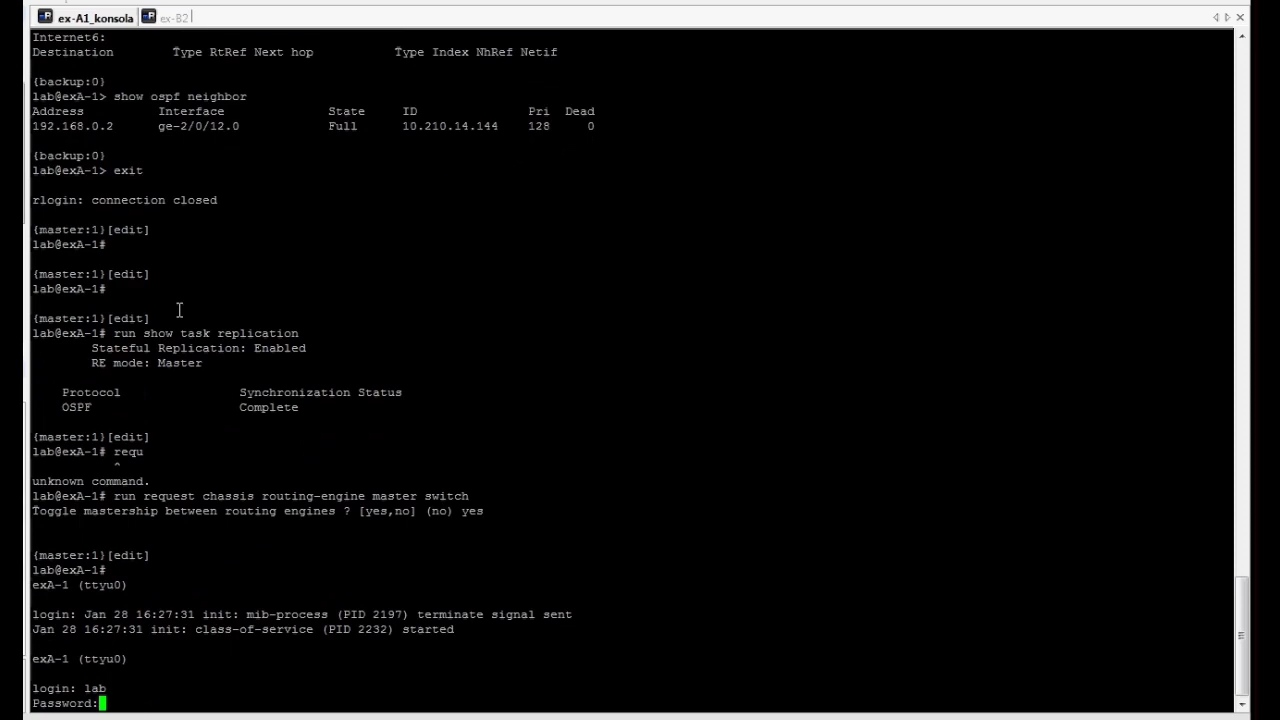 ex-A1_konsola ex-B2
Internet6:
Destination Type RtRef Next hop Type Index NhRef Netif
{backup:0}
lab@exA-1> show ospf neighbor
Address Interface State ID Pri Dead
192.168.0.2 ge-2/0/12.0 Full 10.210.14.144 128 0
{backup:0}
lab@exA-1> exit
rlogin: connection closed
{master:1}[edit]
lab@exA-1#
{master:1}[edit]
lab@exA-1#
{master:1}[edit]
lab@exA-1# run show task replication
Stateful Replication: Enabled
RE mode: Master
Protocol Synchronization Status
OSPF Complete
{master:1}[edit]
lab@exA-1# requ
^
unknown command.
lab@exA-1# run request chassis routing-engine master switch
Toggle mastership between routing engines ? [yes,no] (no) yes
{master:1}[edit]
lab@exA-1#
exA-1 (ttyu0)
login: Jan 28 16:27:31 init: mib-process (PID 2197) terminate signal sent
Jan 28 16:27:31 init: class-of-service (PID 2232) started
exA-1 (ttyu0)
login: lab
Password: